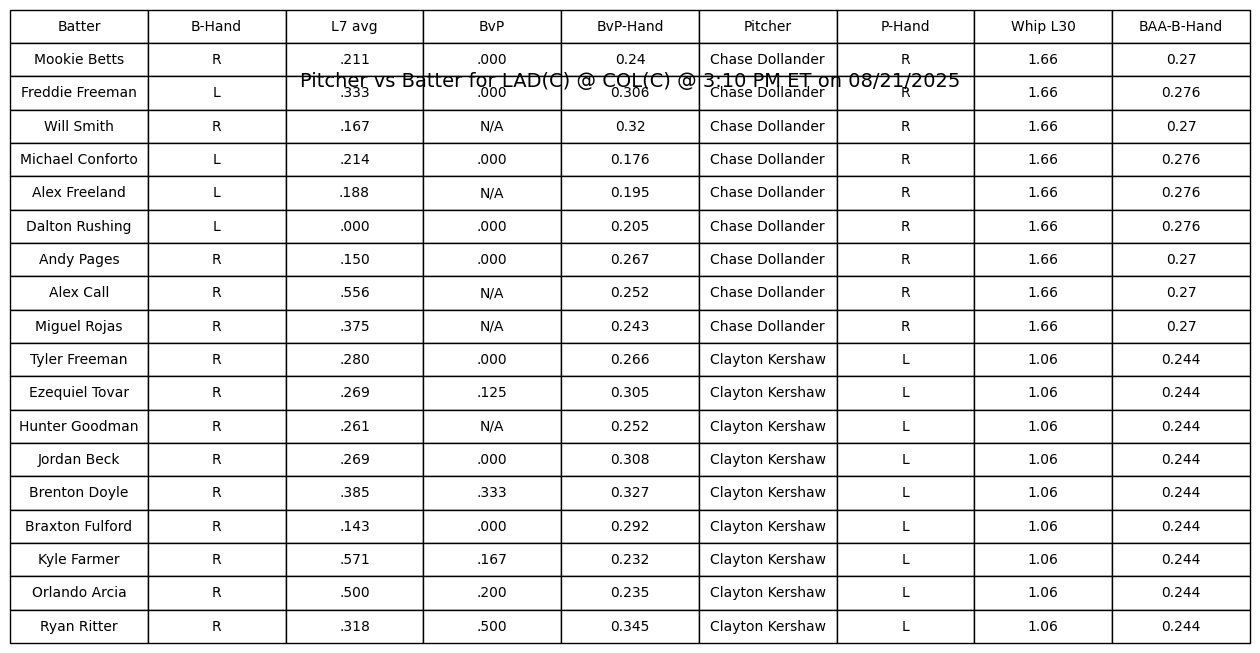 Batter B-Hand L7 avg BvP BvP-Hand Pitcher P-Hand Whip L30 BAA-B-Hand
Mookie Betts R .211 .000 0.24 Chase Dollander R 1.66 0.27
Pitcher vs Batter for LAD(C) @ COL(C) @ 3:10 PM ET on 08/21/2025
Freddie Freeman L .333 .000 0.306 Chase Dollander R 1.66 0.276
Will Smith R .167 N/A 0.32 Chase Dollander R 1.66 0.27
Michael Conforto L .214 .000 0.176 Chase Dollander R 1.66 0.276
Alex Freeland L .188 N/A 0.195 Chase Dollander R 1.66 0.276
Dalton Rushing L .000 .000 0.205 Chase Dollander R 1.66 0.276
Andy Pages R .150 .000 0.267 Chase Dollander R 1.66 0.27
Alex Call R .556 N/A 0.252 Chase Dollander R 1.66 0.27
Miguel Rojas R .375 N/A 0.243 Chase Dollander R 1.66 0.27
Tyler Freeman R .280 .000 0.266 Clayton Kershaw L 1.06 0.244
Ezequiel Tovar R .269 .125 0.305 Clayton Kershaw L 1.06 0.244
Hunter Goodman R .261 N/A 0.252 Clayton Kershaw L 1.06 0.244
Jordan Beck R .269 .000 0.308 Clayton Kershaw L 1.06 0.244
Brenton Doyle R .385 .333 0.327 Clayton Kershaw L 1.06 0.244
Braxton Fulford R .143 .000 0.292 Clayton Kershaw L 1.06 0.244
Kyle Farmer R .571 .167 0.232 Clayton Kershaw L 1.06 0.244
Orlando Arcia R .500 .200 0.235 Clayton Kershaw L 1.06 0.244
Ryan Ritter R .318 .500 0.345 Clayton Kershaw L 1.06 0.244